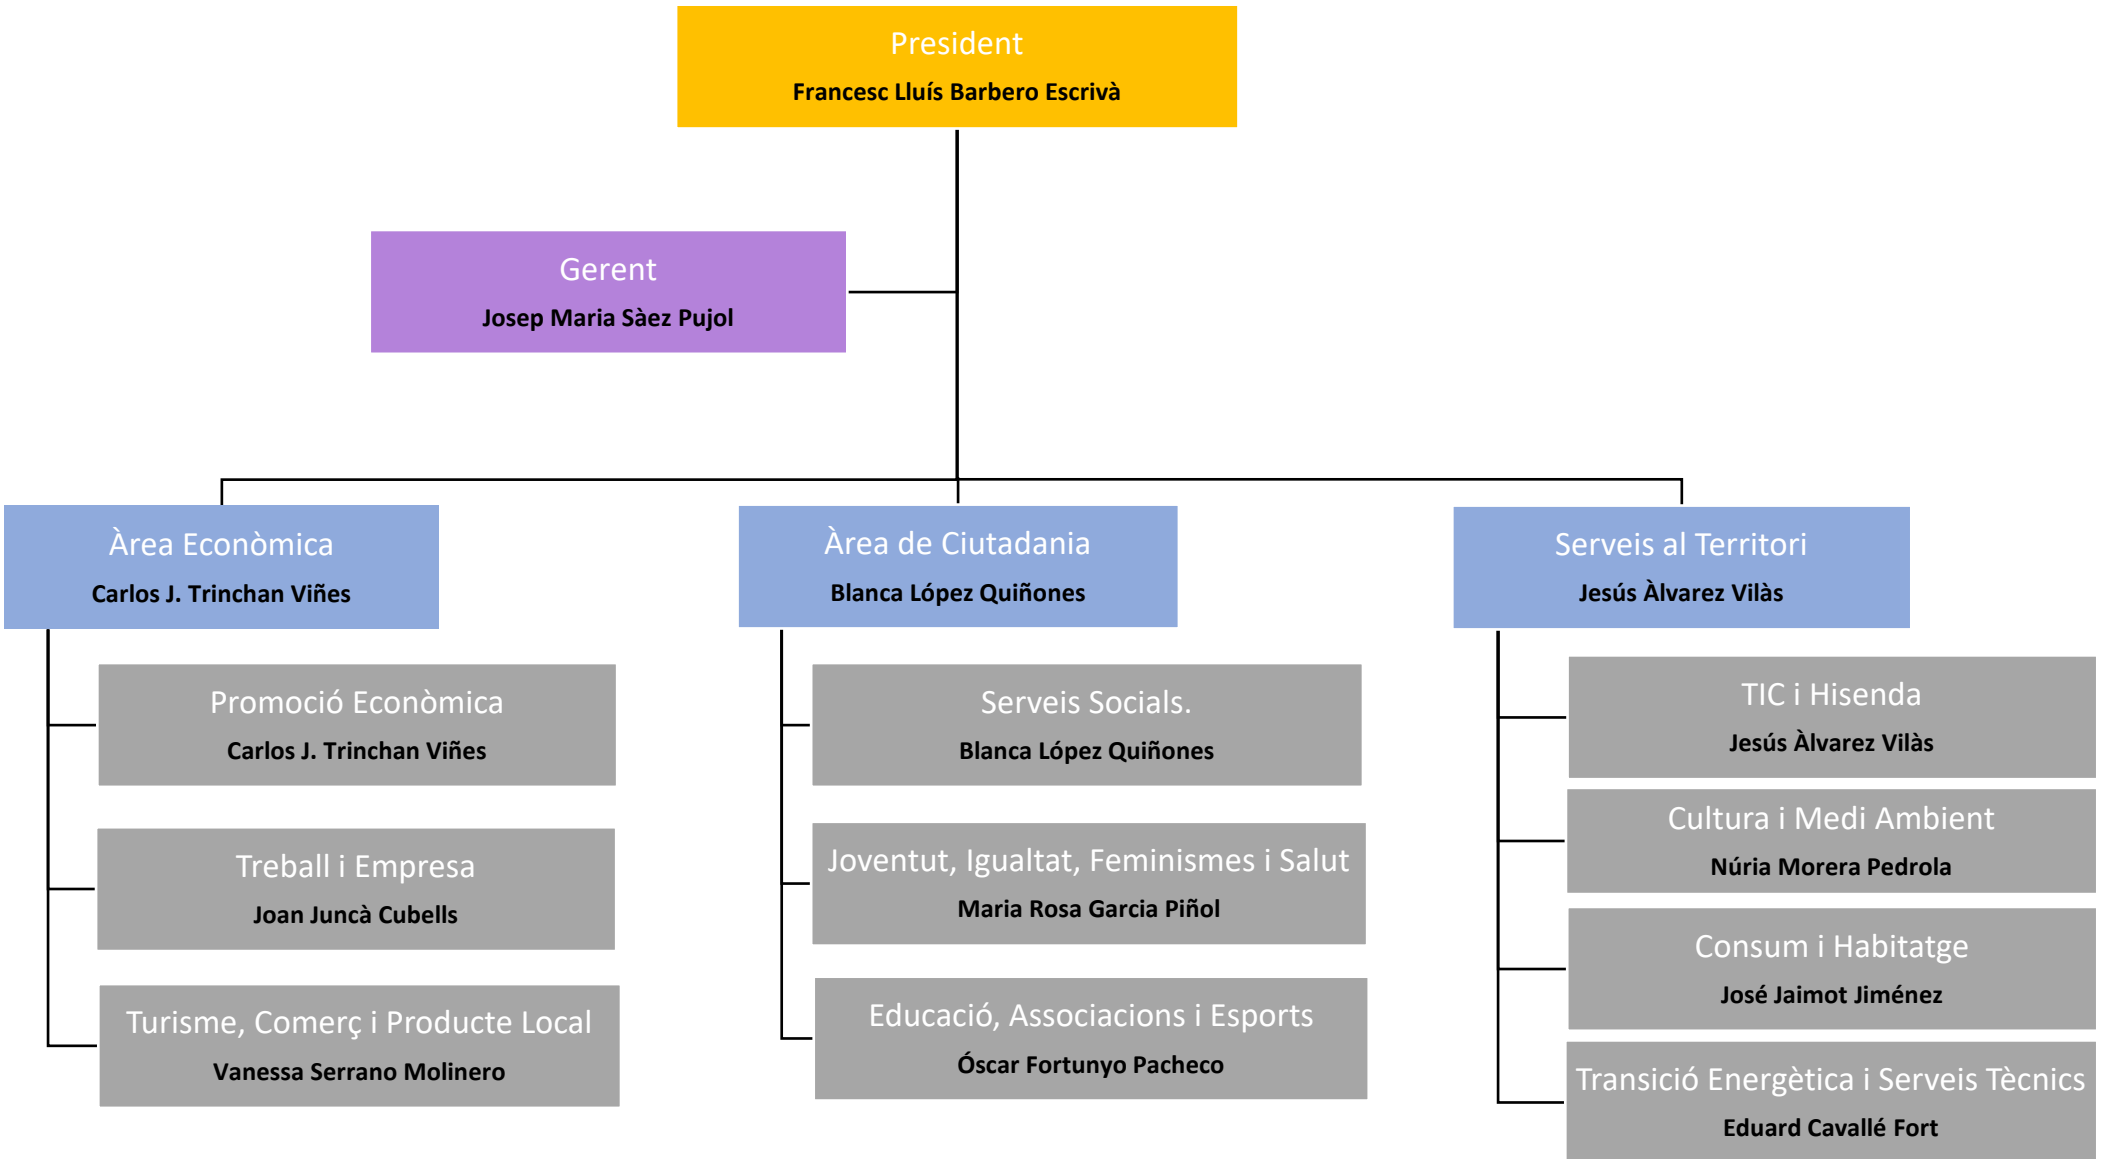 President
Francesc Lluís Barbero Escrivà
Gerent
Josep Maria Sàez Pujol
Àrea Econòmica
Carlos J. Trinchan Viñes
Promoció Econòmica
Carlos J. Trinchan Viñes
Treball i Empresa
Joan Juncà Cubells
Turisme, Comerç i Producte Local
Vanessa Serrano Molinero
Àrea de Ciutadania
Blanca López Quiñones
Serveis Socials.
Blanca López Quiñones
Joventut, Igualtat, Feminismes i Salut
Maria Rosa Garcia Piñol
Educació, Associacions i Esports
Óscar Fortunyo Pacheco
Serveis al Territori
Jesús Àlvarez Vilàs
TIC i Hisenda
Jesús Àlvarez Vilàs
Cultura i Medi Ambient
Núria Morera Pedrola
Consum i Habitatge
José Jaimot Jiménez
Transició Energètica i Serveis Tècnics
Eduard Cavallé Fort